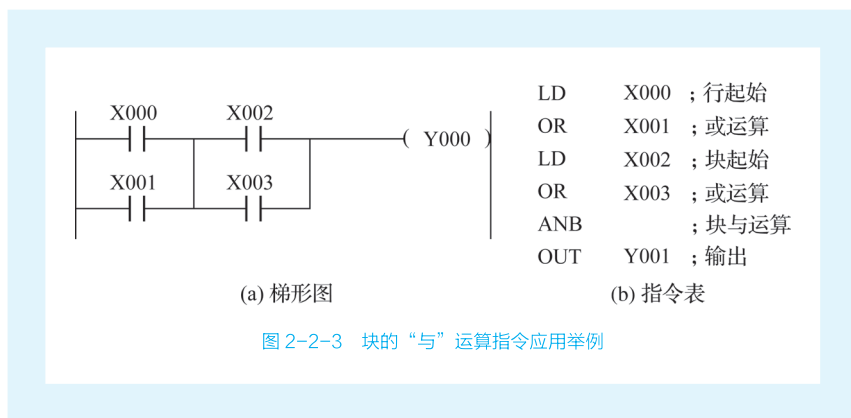 X000 X002
( Y000 )
X001 X003
(a) 梯形图
LD X000 ;行起始
OR X001 ;或运算
LD X002 ;块起始
OR X003 ;或运算
ANB ;块与运算
OUT Y001 ;输出
(b) 指令表
图 2-2-3 块的“与”运算指令应用举例